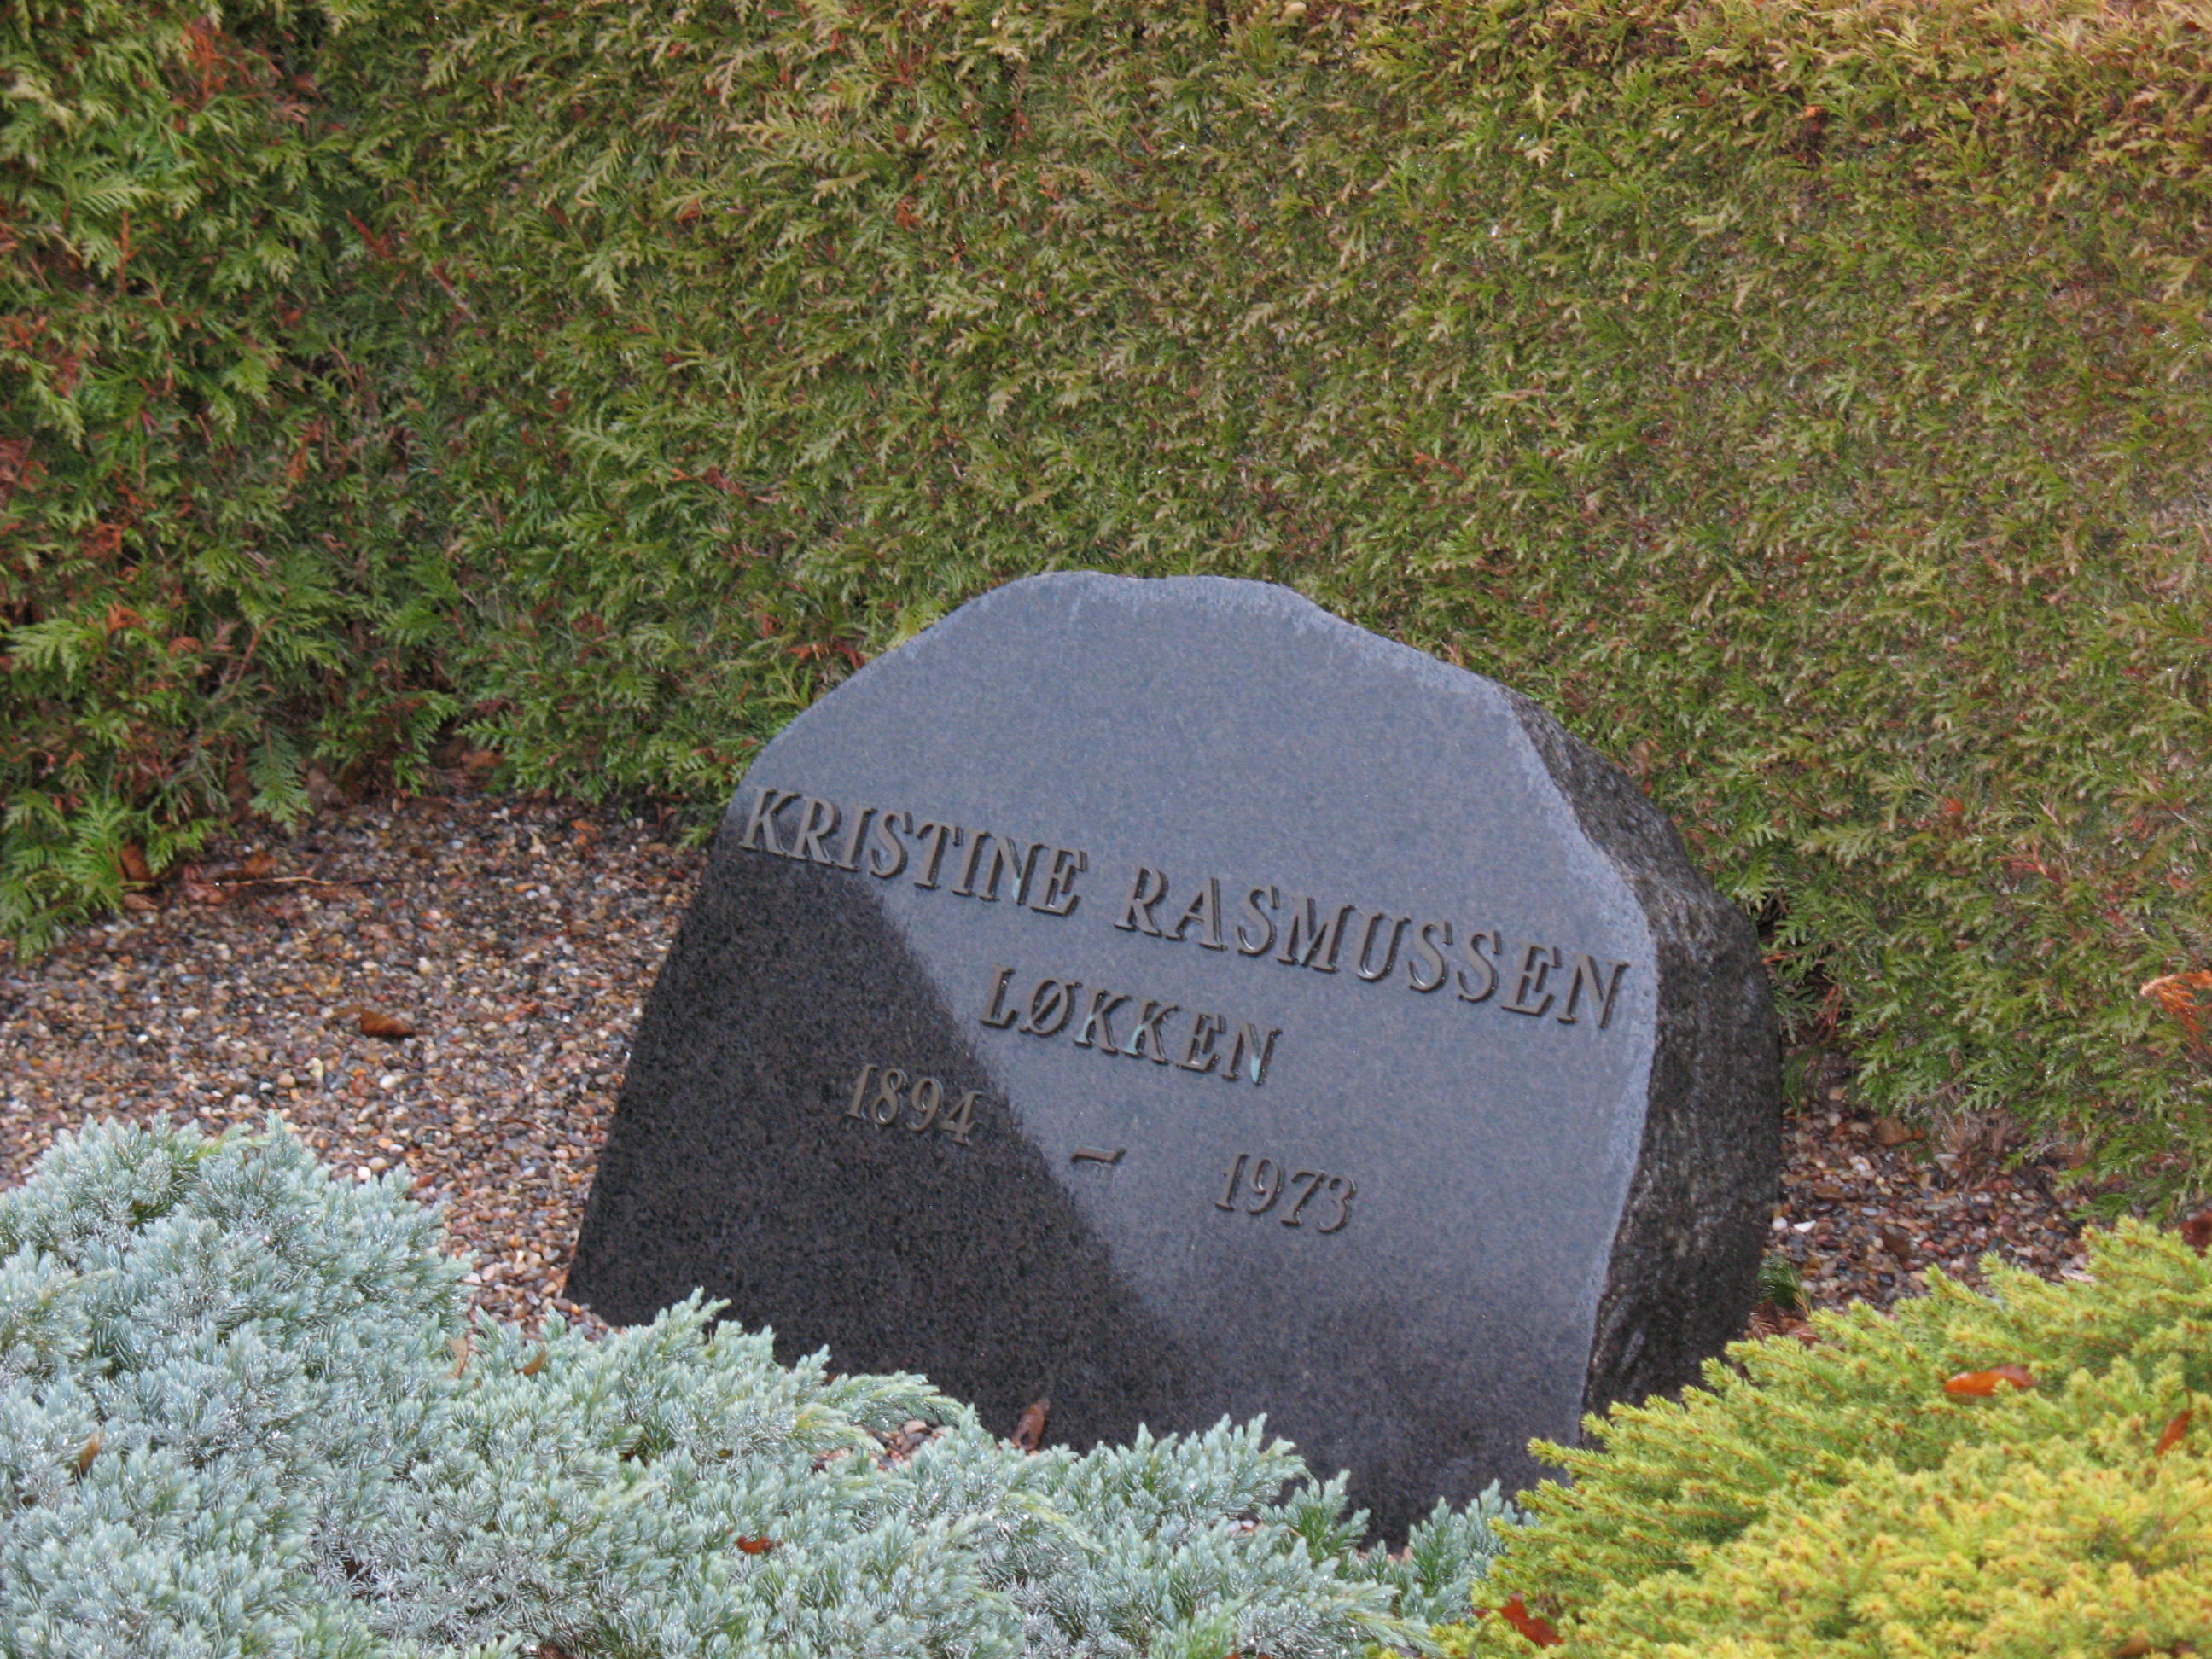 KRISTINE RASMUSSEN
LØKKEN
1894 – 1973